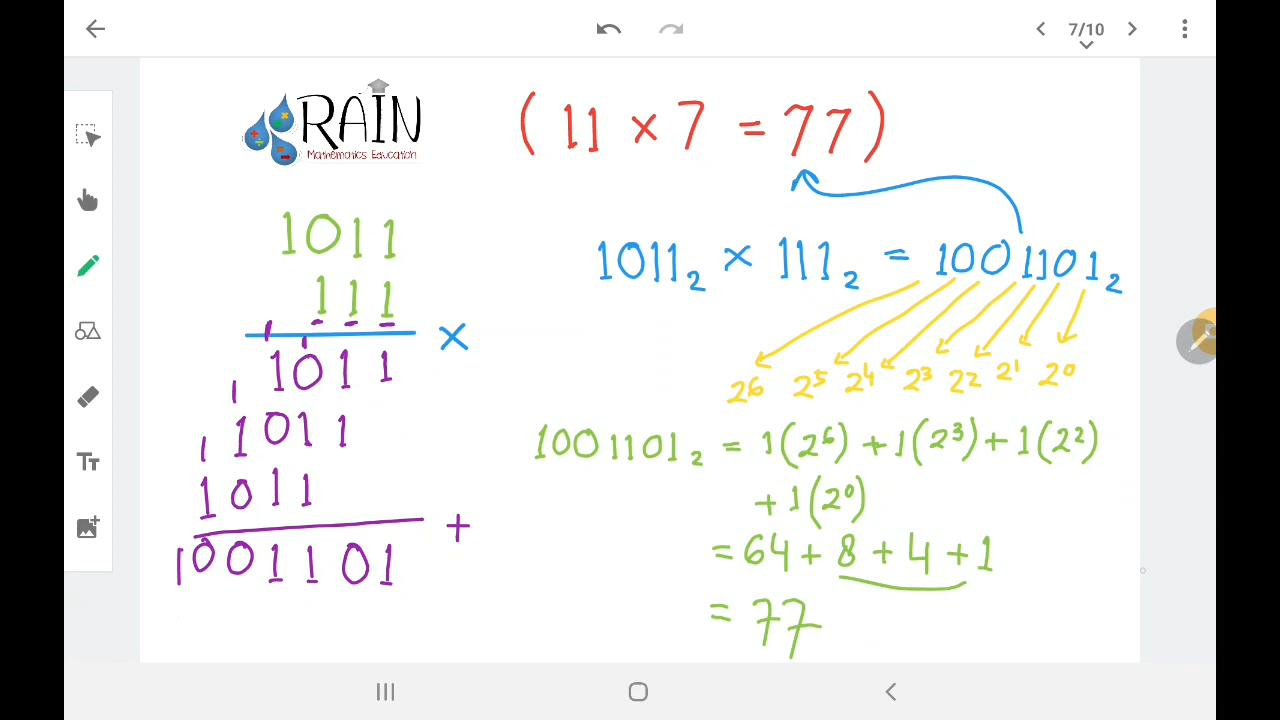 7/10
RAIN
Mathematics Education
( 11 × 7 = 77 )
1011
111
×
1011
1011
1011
+
1001101
1011₂ × 111₂ = 1001101₂
2⁶ 2⁵ 2⁴ 2³ 2² 2¹ 2⁰
1001101₂ = 1(2⁶) + 1(2³) + 1(2²)
+ 1(2⁰)
= 64 + 8 + 4 + 1
= 77
Tт